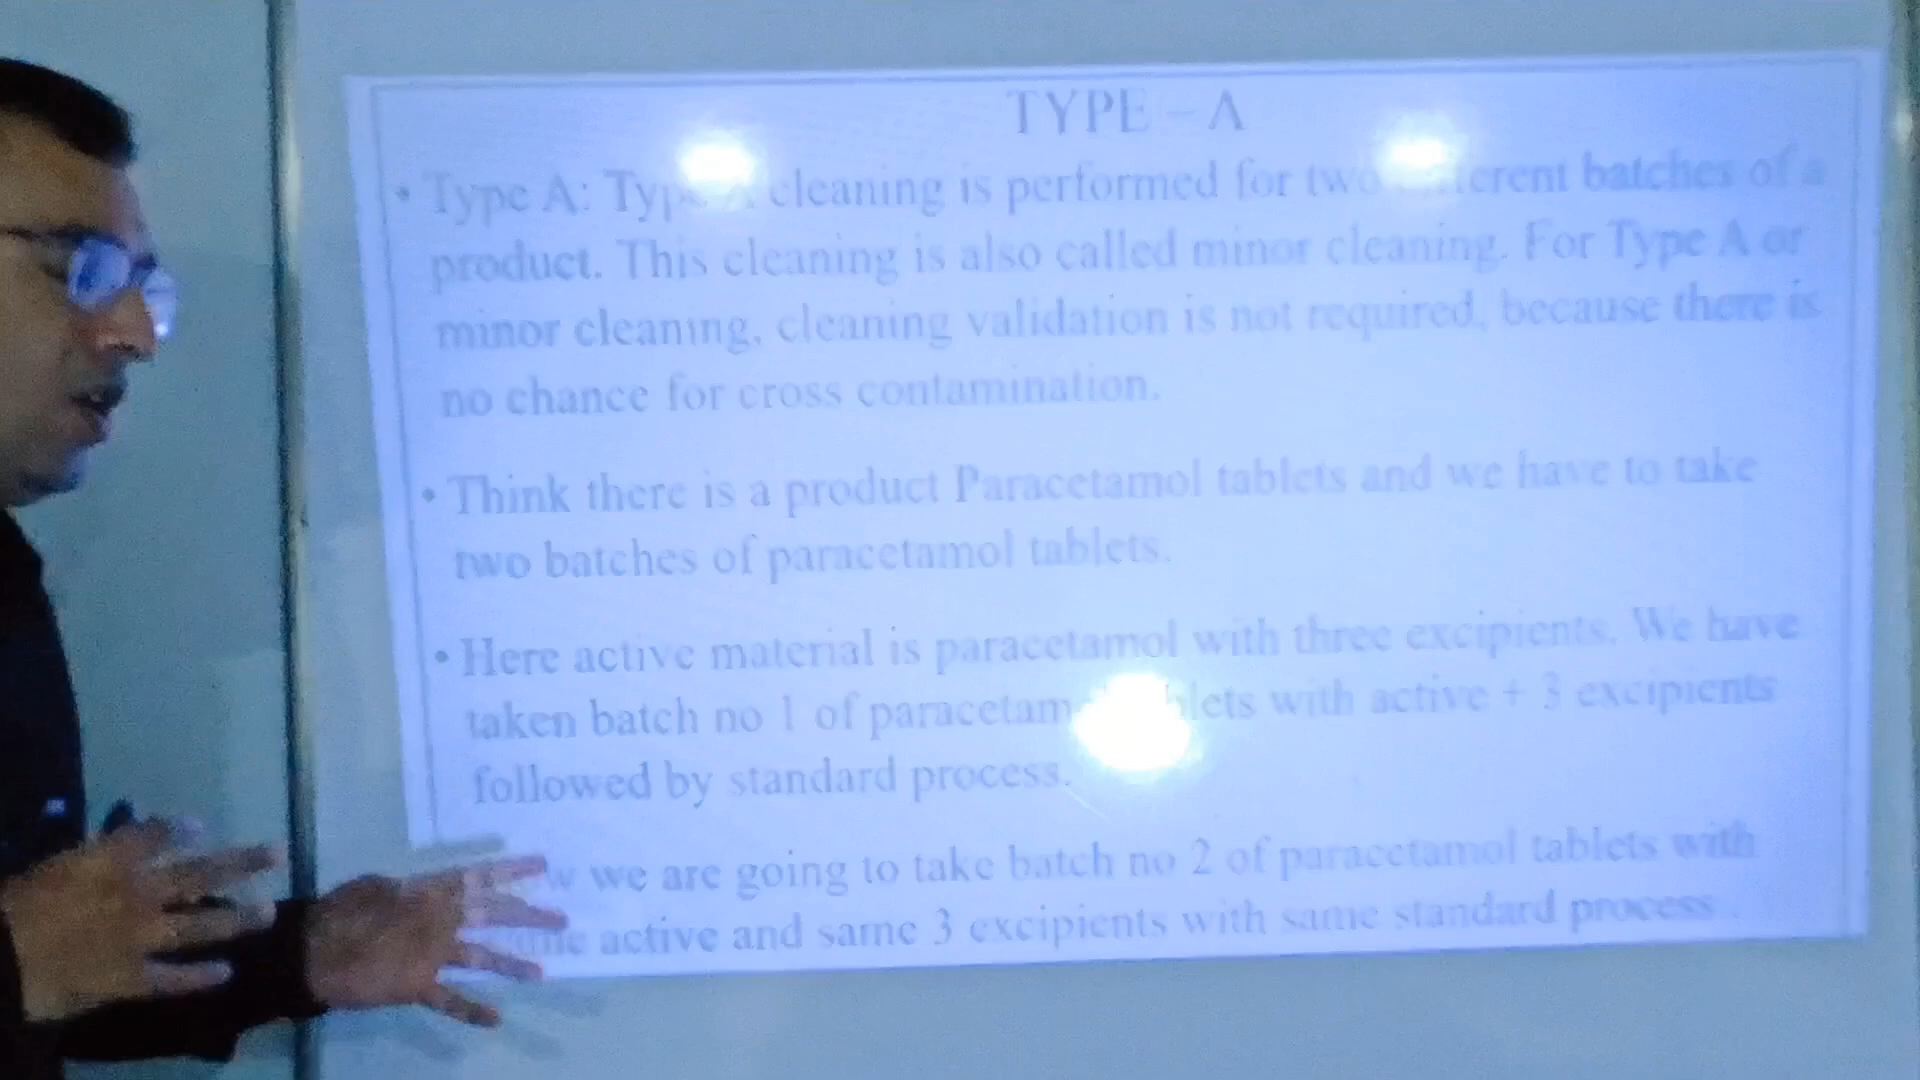 TYPE – A
• Type A: Type A cleaning is performed for two different batches of a
product. This cleaning is also called minor cleaning. For Type A or
minor cleaning, cleaning validation is not required, because there is
no chance for cross contamination.
• Think there is a product Paracetamol tablets and we have to take
two batches of paracetamol tablets.
• Here active material is paracetamol with three excipients. We have
taken batch no 1 of paracetam lets with active + 3 excipients
followed by standard process.
we are going to take batch no 2 of paracetamol tablets with
active and same 3 excipients with same standard process .